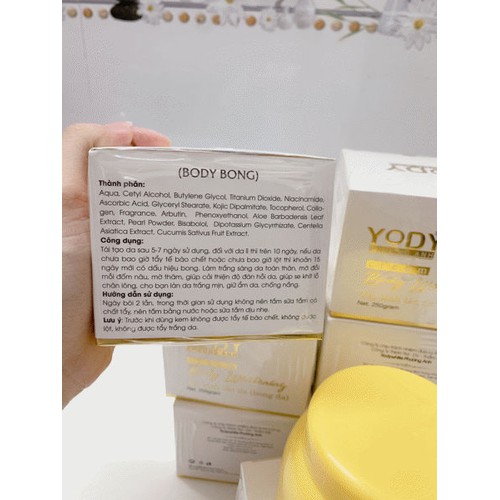 (BODY BONG)
Thành phần:
Aqua, Cetyl Alcohol, Butylene Glycol, Titanium Dioxide, Niacinamide,
Ascorbic Acid, Glyceryl Stearate, Kojic Dipalmitate, Tocopherol, Colla-
gen, Fragrance, Arbutin, Phenoxyethanol, Aloe Barbadensis Leaf
Extract, Pearl Powder, Bisabolol, Dipotassium Glycyrrhizate, Centella
Asiatica Extract, Cucumis Sativus Fruit Extract.
Công dụng:
Tái tạo da sau 5-7 ngày sử dụng, đối với da lì thì trên 10 ngày, nếu da
chưa bao giờ tẩy tế bào chết hoặc chưa bao giờ lột thì khoảng 15
ngày mới có dấu hiệu bong. Làm trắng sáng da toàn thân, mờ đồi
mồi đốm nâu, mờ thâm, giúp cải thiện độ đàn hồi da, giúp se khít lỗ
chân lông, cho bạn làn da trắng mịn, giữ ẩm da, chống nắng.
Hướng dẫn sử dụng:
Ngày bôi 2 lần, trong thời gian sử dụng không nên tắm sữa tắm có
chất tẩy, nên tắm bằng nước hoặc sữa tắm dịu nhẹ.
Lưu ý: Trước khi dùng kem không được tẩy tế bào chết, không được
lột, không được tẩy trắng da.
YODY
250gram